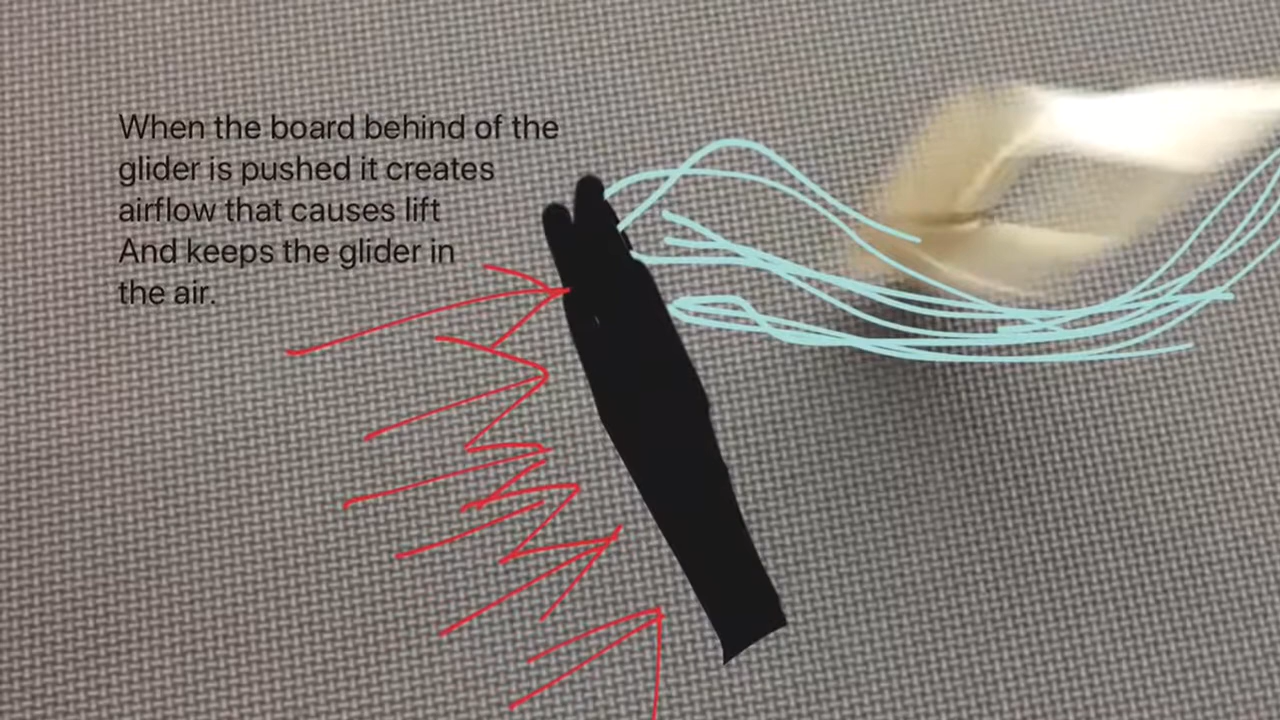 When the board behind of the
glider is pushed it creates
airflow that causes lift
And keeps the glider in
the air.